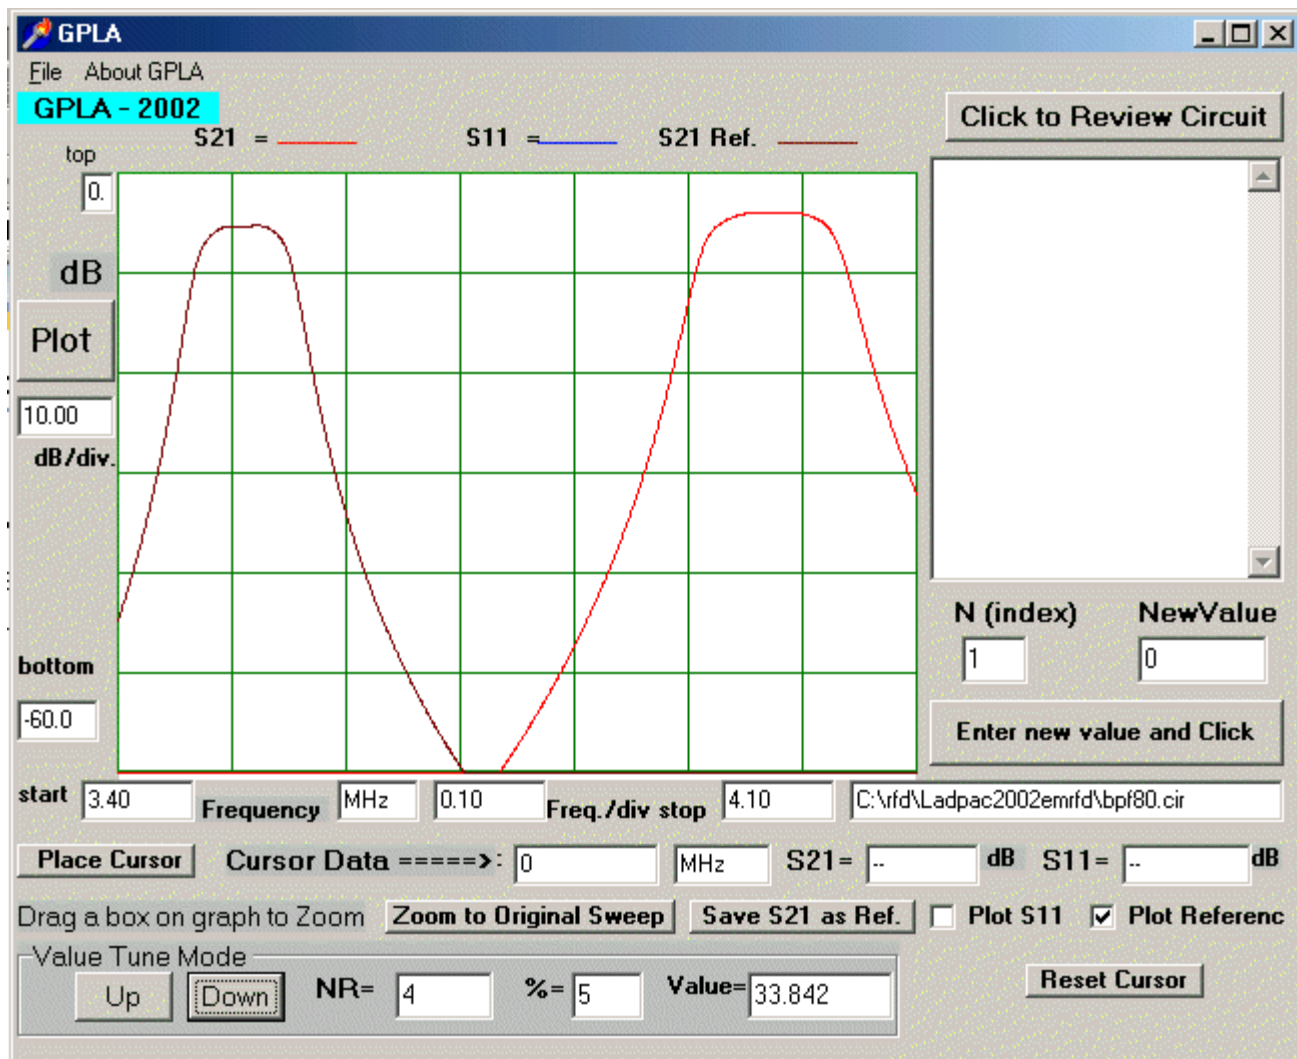 GPLA
File About GPLA
GPLA - 2002
Click to Review Circuit
S21 = S11 = S21 Ref.
top
0.
dB
Plot
10.00
dB/div.
N (index) NewValue
1 0
bottom
-60.0
Enter new value and Click
start 3.40 Frequency MHz 0.10 Freq./div stop 4.10 C:\rfd\Ladpac2002emrfd\bpf80.cir
Place Cursor Cursor Data =====>: 0 MHz S21= -- dB S11= -- dB
Drag a box on graph to Zoom Zoom to Original Sweep Save S21 as Ref. Plot S11 Plot Referenc
Value Tune Mode
Up Down NR= 4 %= 5 Value= 33.842
Reset Cursor